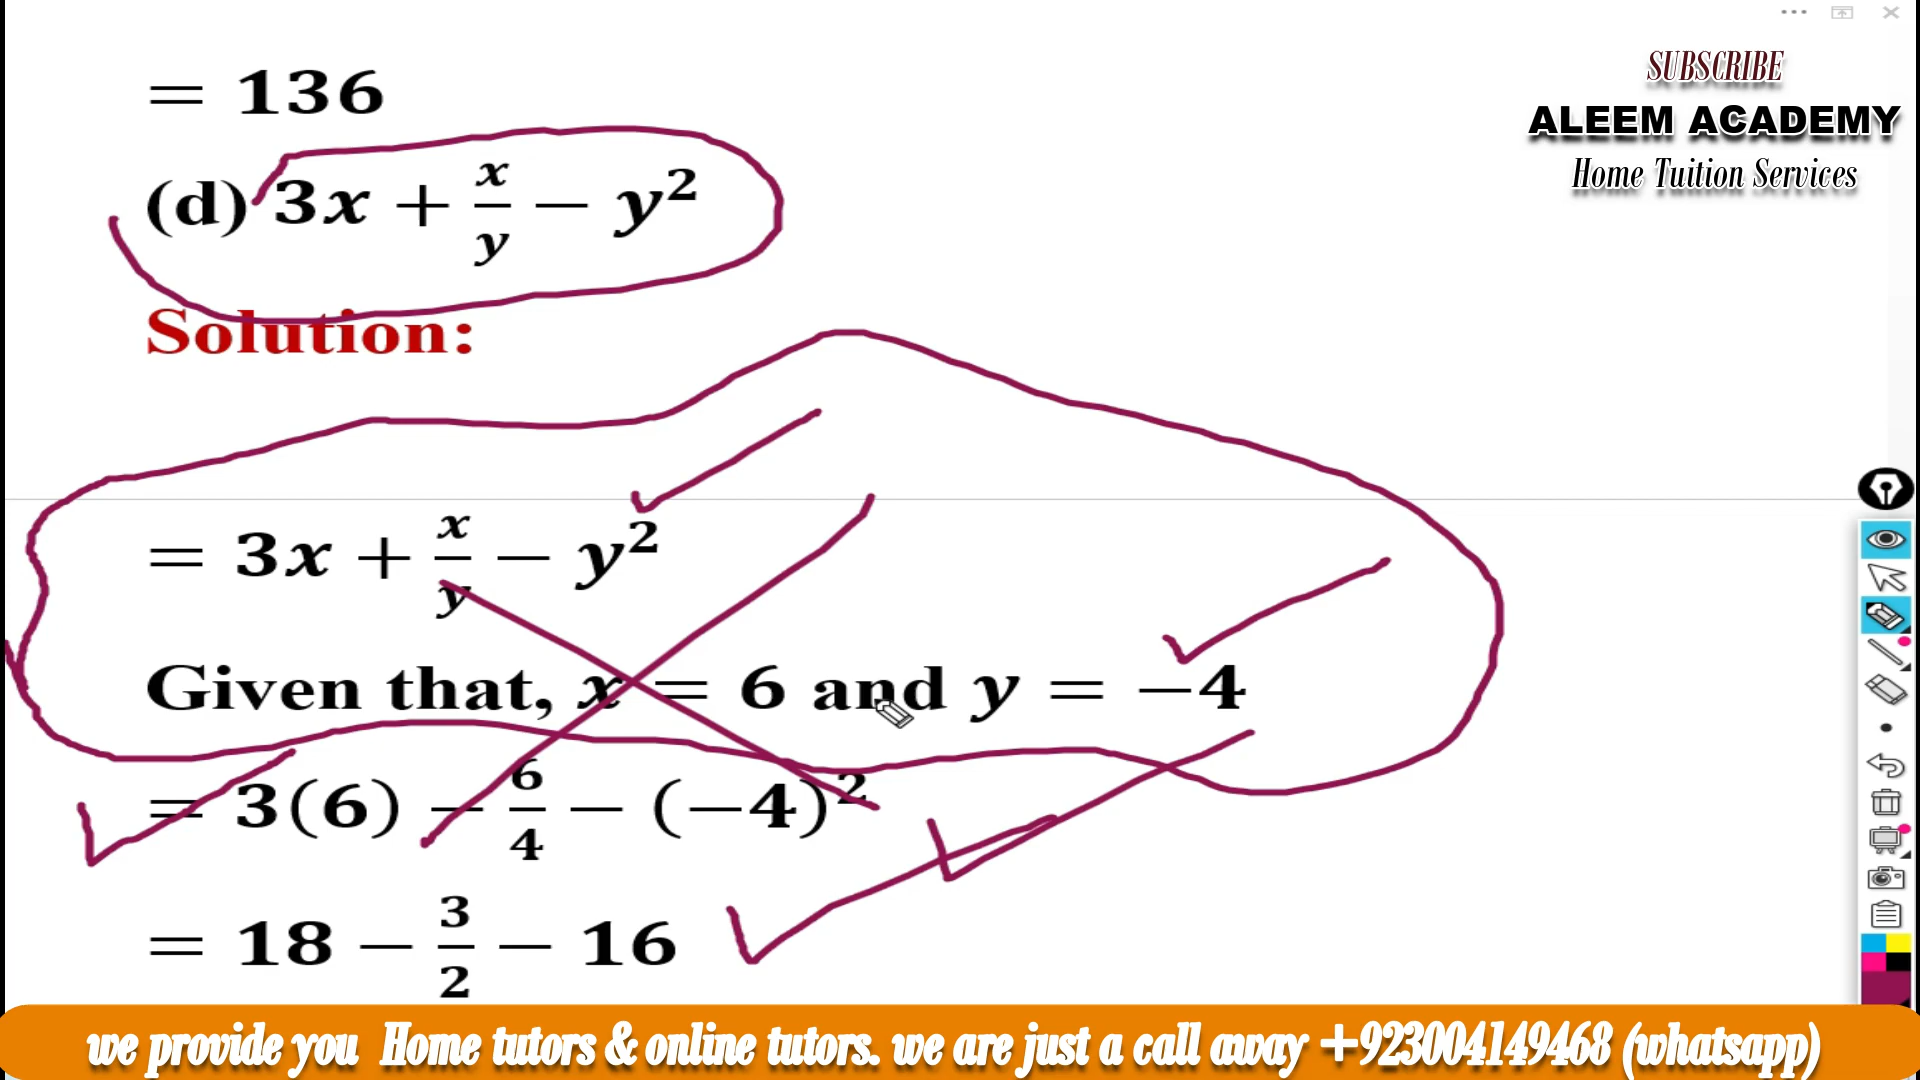 = 136
SUBSCRIBE
ALEEM ACADEMY
Home Tuition Services
(d) 3x + x/y − y²
Solution:
= 3x + x/y − y²
Given that, x = 6 and y = −4
= 3(6) − 6/4 − (−4)²
= 18 − 3/2 − 16
we provide you Home tutors & online tutors. we are just a call away +923004149468 (whatsapp)